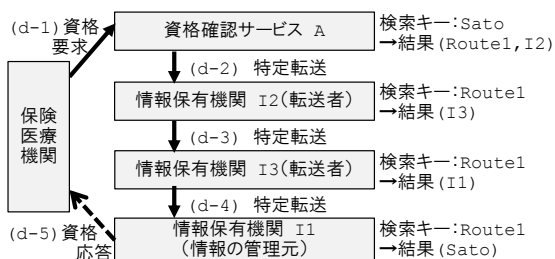 (d-1)資格
要求
資格確認サービス A
検索キー:Sato
→結果(Route1,I2)
(d-2) 特定転送
情報保有機関 I2(転送者)
検索キー:Route1
→結果(I3)
保険
医療
機関
(d-3) 特定転送
情報保有機関 I3(転送者)
検索キー:Route1
→結果(I1)
(d-4) 特定転送
(d-5)資格
応答
情報保有機関 I1
(情報の管理元)
検索キー:Route1
→結果(Sato)